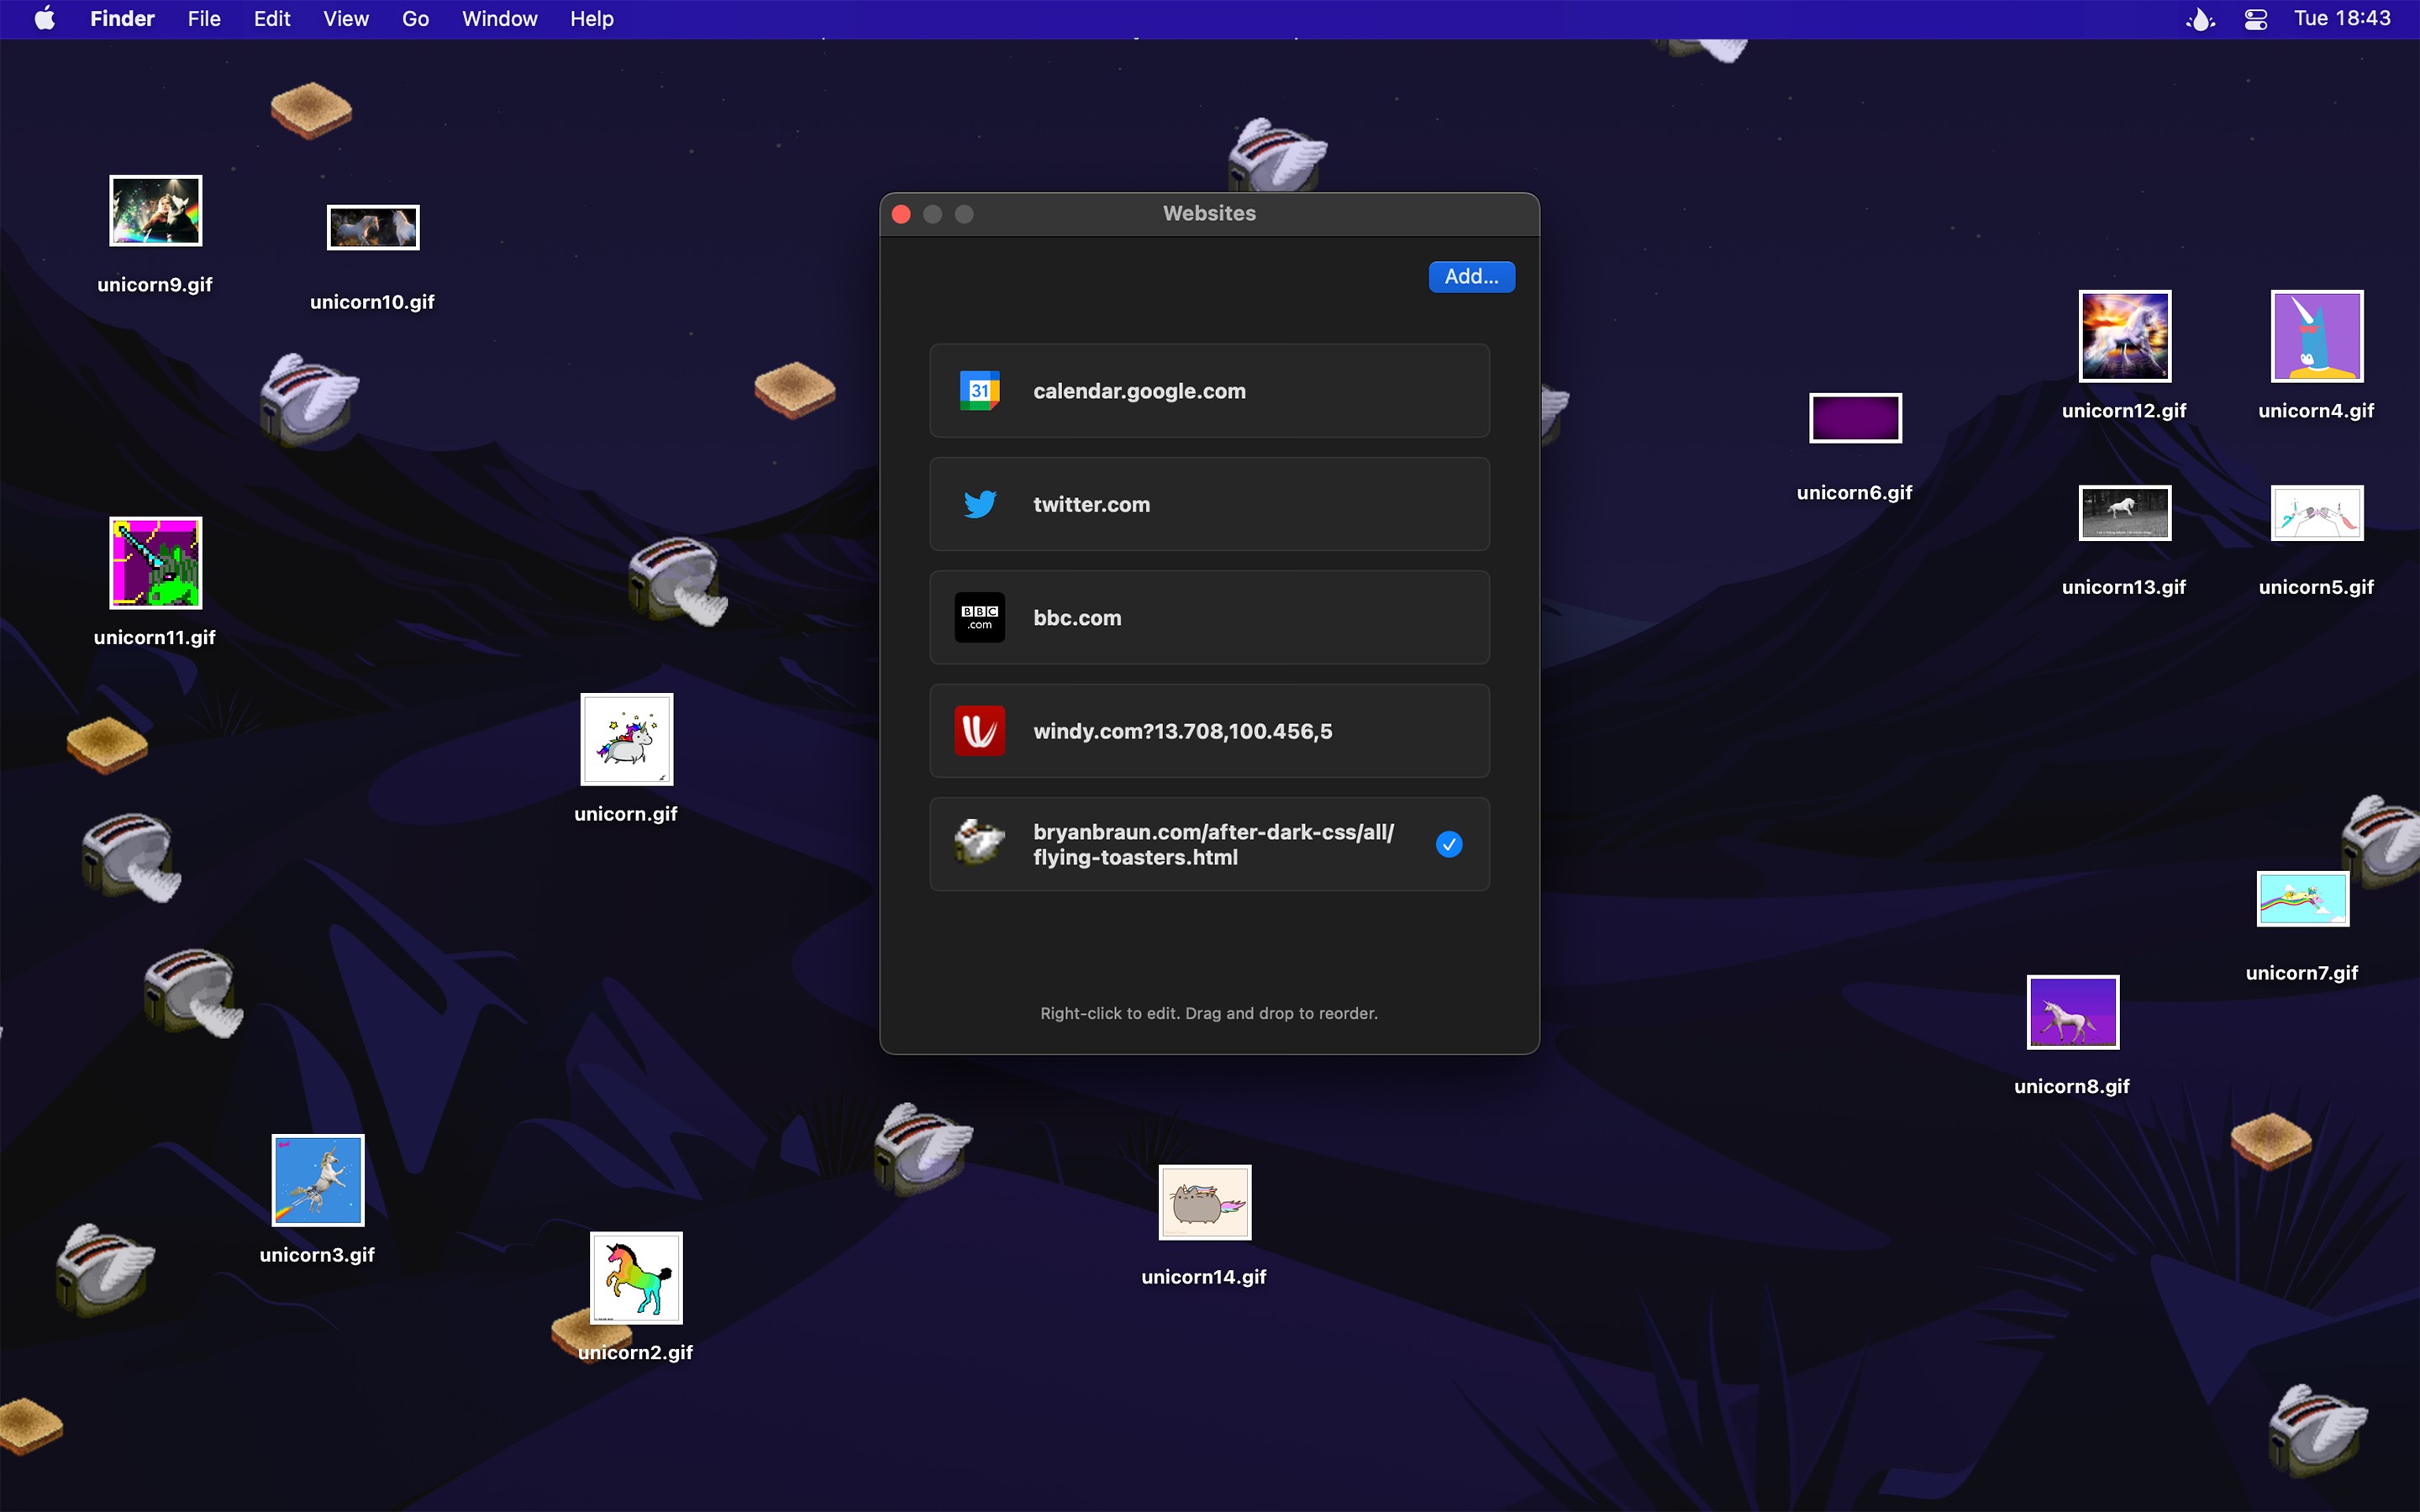 Finder File Edit View Go Window Help Tue 18:43
Websites
Add...
unicorn9.gif
unicorn10.gif
unicorn11.gif
unicorn.gif
unicorn3.gif
unicorn2.gif
31 calendar.google.com
twitter.com
BBC
.com
bbc.com
windy.com?13.708,100.456,5
bryanbraun.com/after-dark-css/all/
flying-toasters.html
Right-click to edit. Drag and drop to reorder.
unicorn14.gif
unicorn12.gif
unicorn4.gif
unicorn6.gif
unicorn13.gif
unicorn5.gif
unicorn7.gif
unicorn8.gif